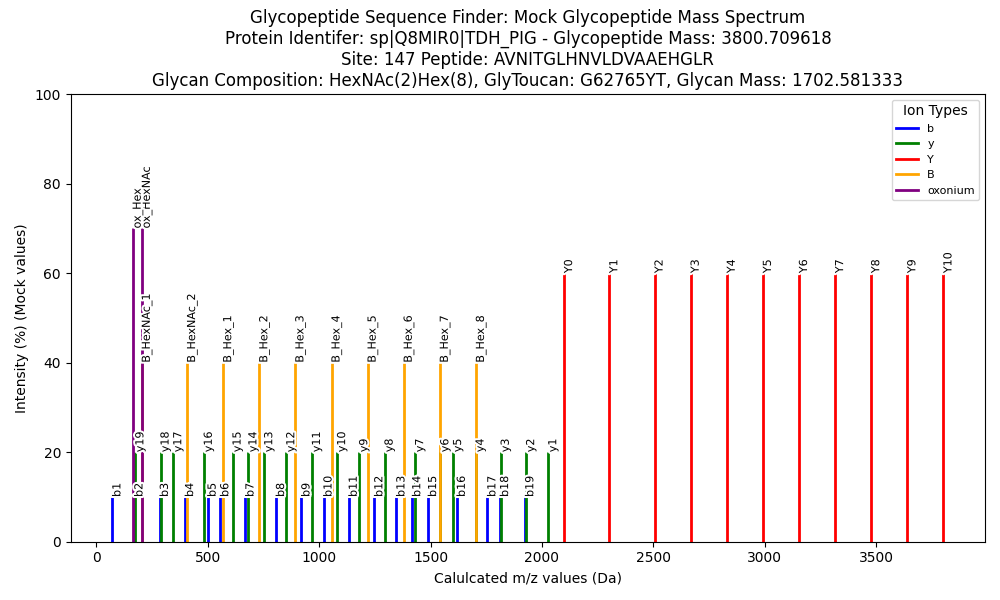 Glycopeptide Sequence Finder: Mock Glycopeptide Mass Spectrum
Protein Identifer: sp|Q8MIR0|TDH_PIG - Glycopeptide Mass: 3800.709618
Site: 147 Peptide: AVNITGLHNVLDVAAEHGLR
Glycan Composition: HexNAc(2)Hex(8), GlyToucan: G62765YT, Glycan Mass: 1702.581333
Intensity (%) (Mock values)
100
80
60
40
20
0
Ion Types
b
y
Y
B
oxonium
ox_Hex
ox_HexNAc
Y0
Y1
Y2
Y3
Y4
Y5
Y6
Y7
Y8
Y9
Y10
B_HexNAc_1
B_HexNAc_2
B_Hex_1
B_Hex_2
B_Hex_3
B_Hex_4
B_Hex_5
B_Hex_6
B_Hex_7
B_Hex_8
y19
y18
y17
y16
y15
y14
y13
y12
y11
y10
y9
y8
y7
y6
y5
y4
y3
y2
y1
b1
b2
b3
b4
b5
b6
b7
b8
b9
b10
b11
b12
b13
b14
b15
b16
b17
b18
b19
0
500
1000
1500
2000
2500
3000
3500
Calulcated m/z values (Da)